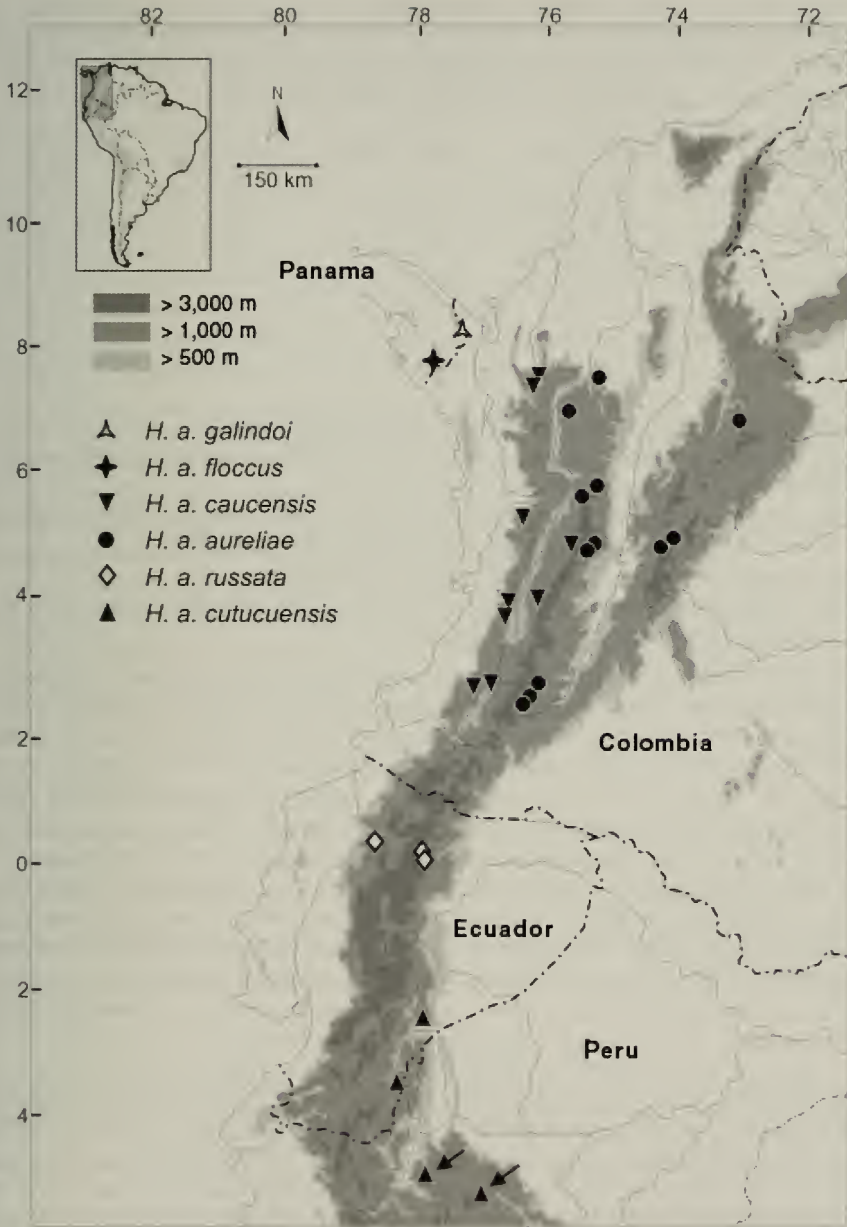 82 80 78 76 74 72
12
10
8
6
4
2
0
2
4
N
150 km
Panama
> 3,000 m
> 1,000 m
> 500 m
H. a. galindoi
H. a. floccus
H. a. caucensis
H. a. aureliae
H. a. russata
H. a. cutucuensis
Colombia
Ecuador
Peru